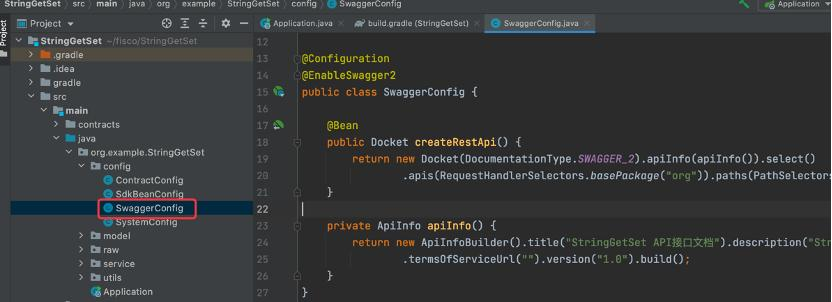 StringGetSet › src › main › java › org › example › StringGetSet › config › SwaggerConfig
Application
Project
Project
Application.java
build.gradle (StringGetSet)
SwaggerConfig.java
StringGetSet ~/fisco/StringGetSet
.gradle
.idea
gradle
src
main
contracts
java
org.example.StringGetSet
config
ContractConfig
SdkBeanConfig
SwaggerConfig
SystemConfig
model
raw
service
utils
Application
12
13 @Configuration
14 @EnableSwagger2
15 public class SwaggerConfig {
16
17 @Bean
18 public Docket createRestApi() {
19 return new Docket(DocumentationType.SWAGGER_2).apiInfo(apiInfo()).select()
20 .apis(RequestHandlerSelectors.basePackage("org")).paths(PathSelectors
21 }
22
23 private ApiInfo apiInfo() {
24 return new ApiInfoBuilder().title("StringGetSet API接口文档").description("St
25 .termsOfServiceUrl("").version("1.0").build();
26 }
27 }